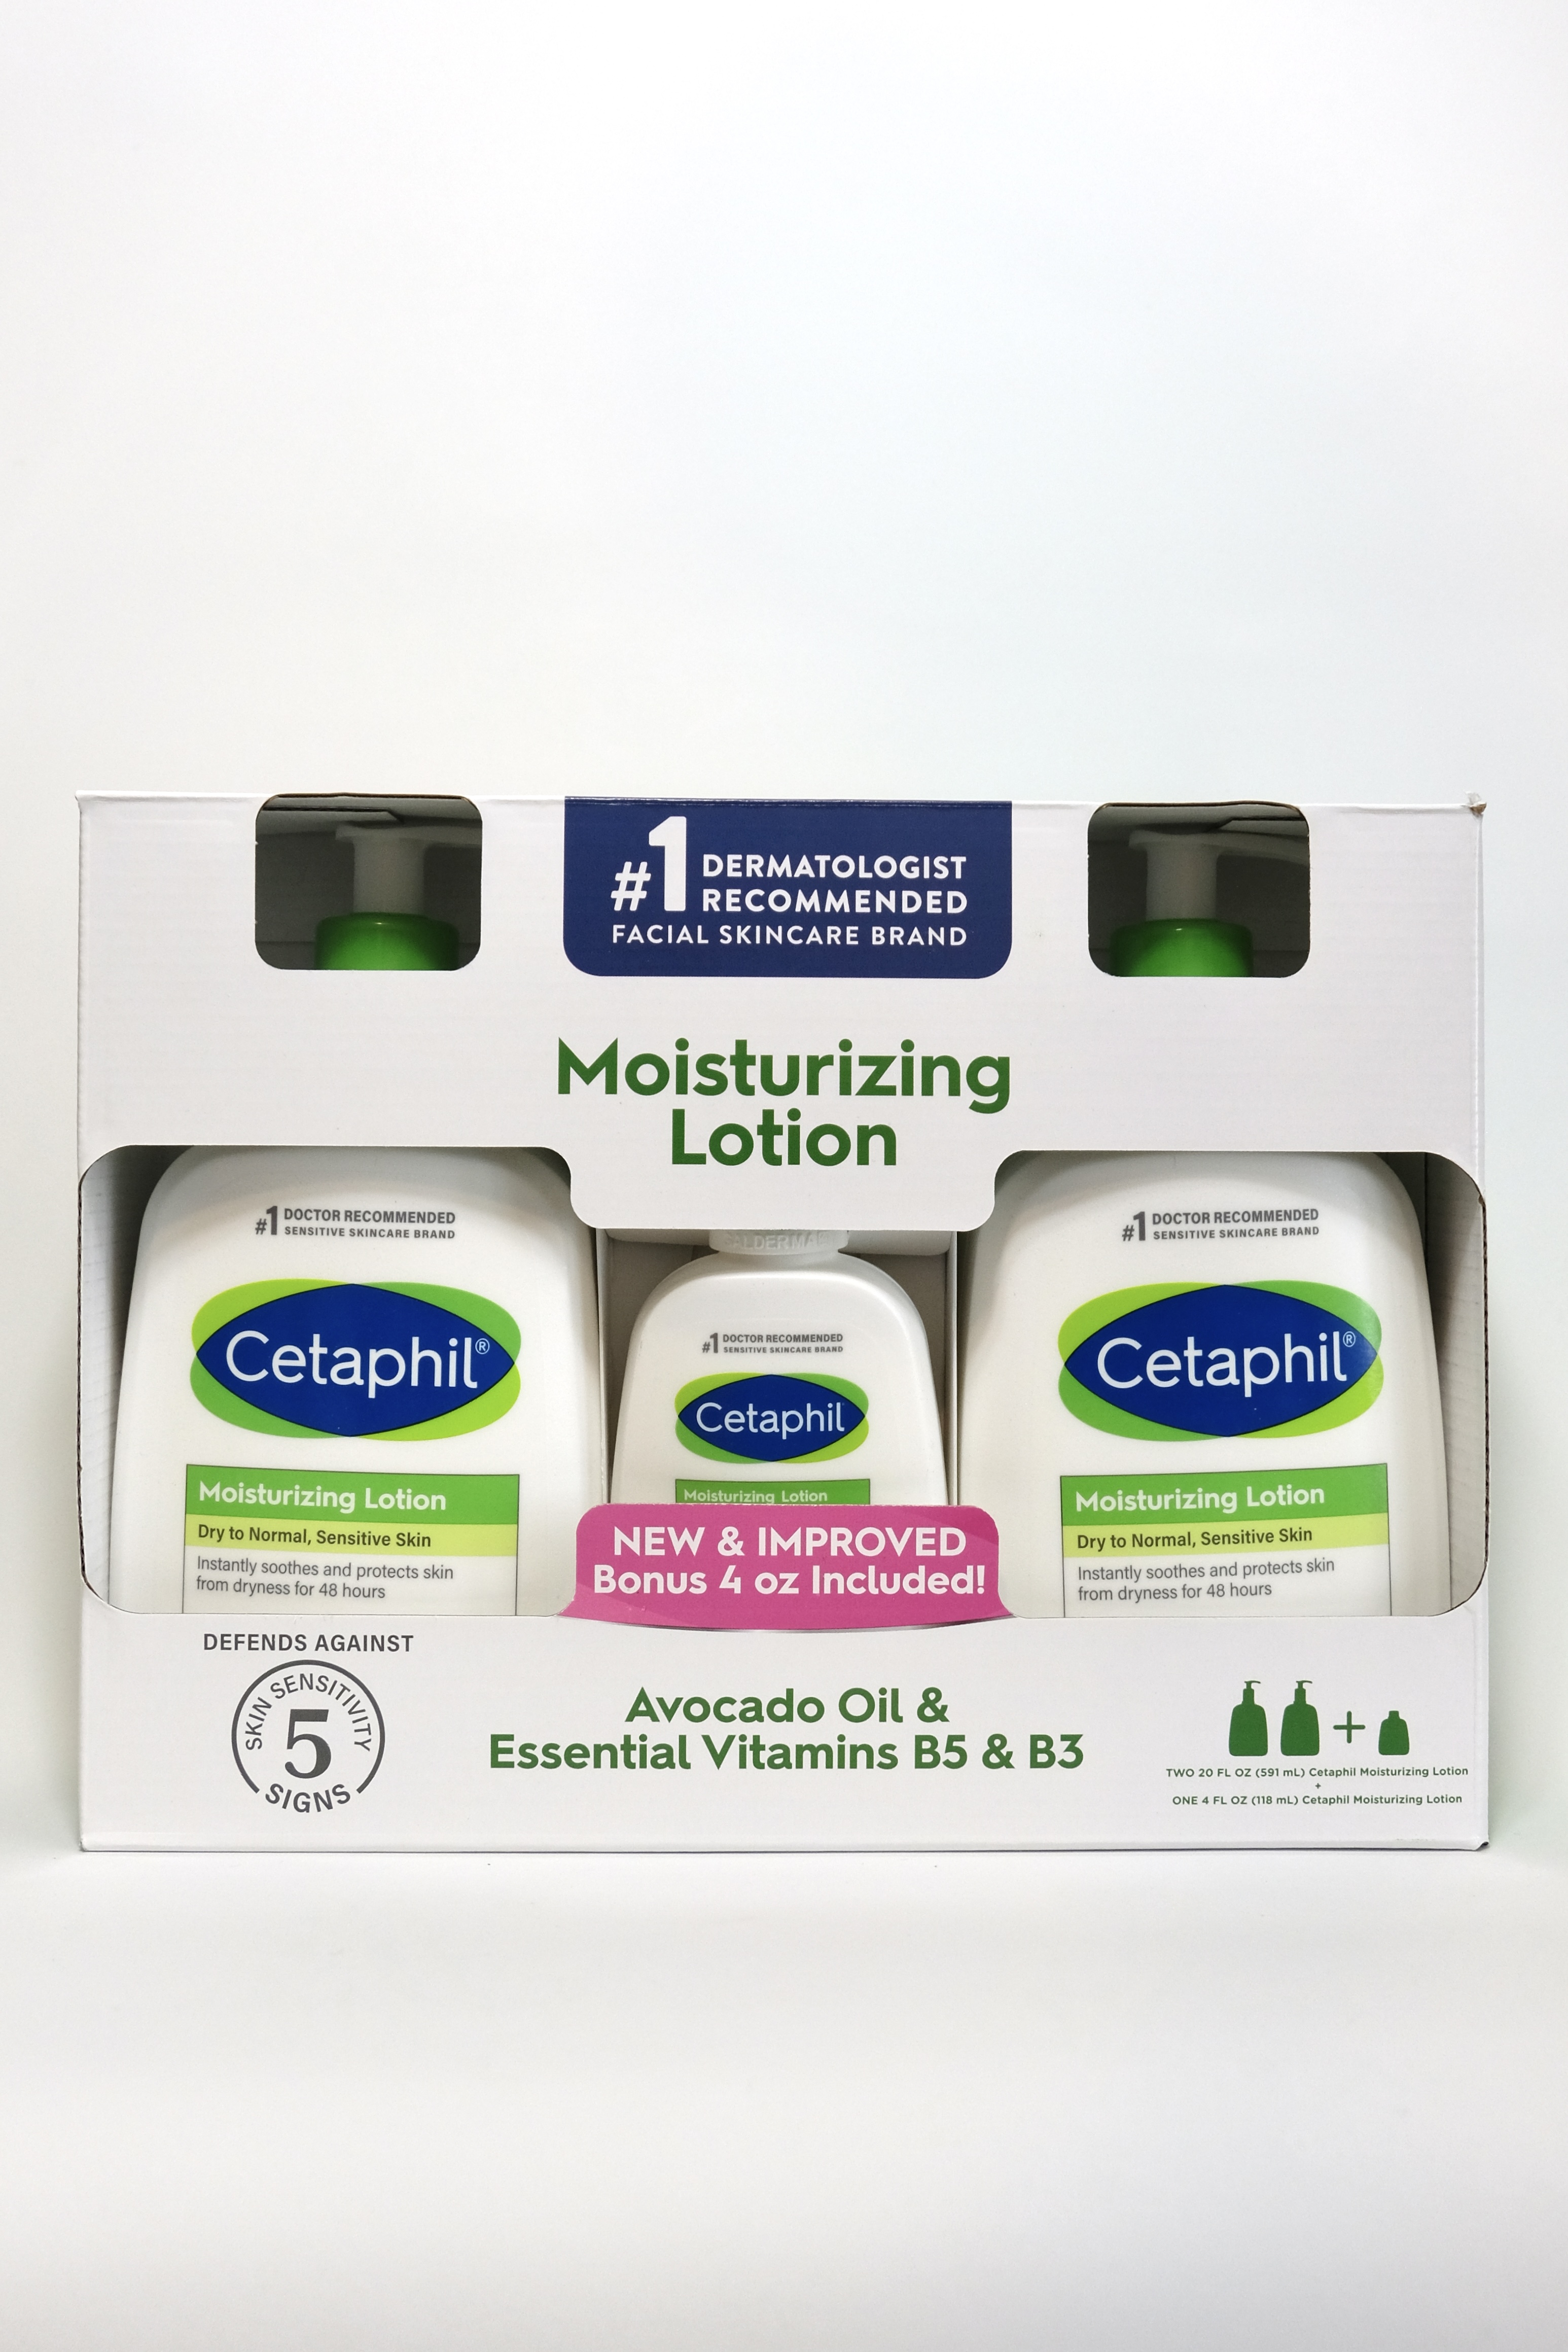 #1 DERMATOLOGIST
RECOMMENDED
FACIAL SKINCARE BRAND
Moisturizing
Lotion
#1 DOCTOR RECOMMENDED
SENSITIVE SKINCARE BRAND
Cetaphil®
Moisturizing Lotion
Dry to Normal, Sensitive Skin
Instantly soothes and protects skin
from dryness for 48 hours
GALDERMA
#1 DOCTOR RECOMMENDED
SENSITIVE SKINCARE BRAND
Cetaphil
Moisturizing Lotion
NEW & IMPROVED
Bonus 4 oz Included!
#1 DOCTOR RECOMMENDED
SENSITIVE SKINCARE BRAND
Cetaphil®
Moisturizing Lotion
Dry to Normal, Sensitive Skin
Instantly soothes and protects skin
from dryness for 48 hours
DEFENDS AGAINST
SKIN SENSITIVITY
5
SIGNS
Avocado Oil &
Essential Vitamins B5 & B3
+
TWO 20 FL OZ (591 mL) Cetaphil Moisturizing Lotion
+
ONE 4 FL OZ (118 mL) Cetaphil Moisturizing Lotion